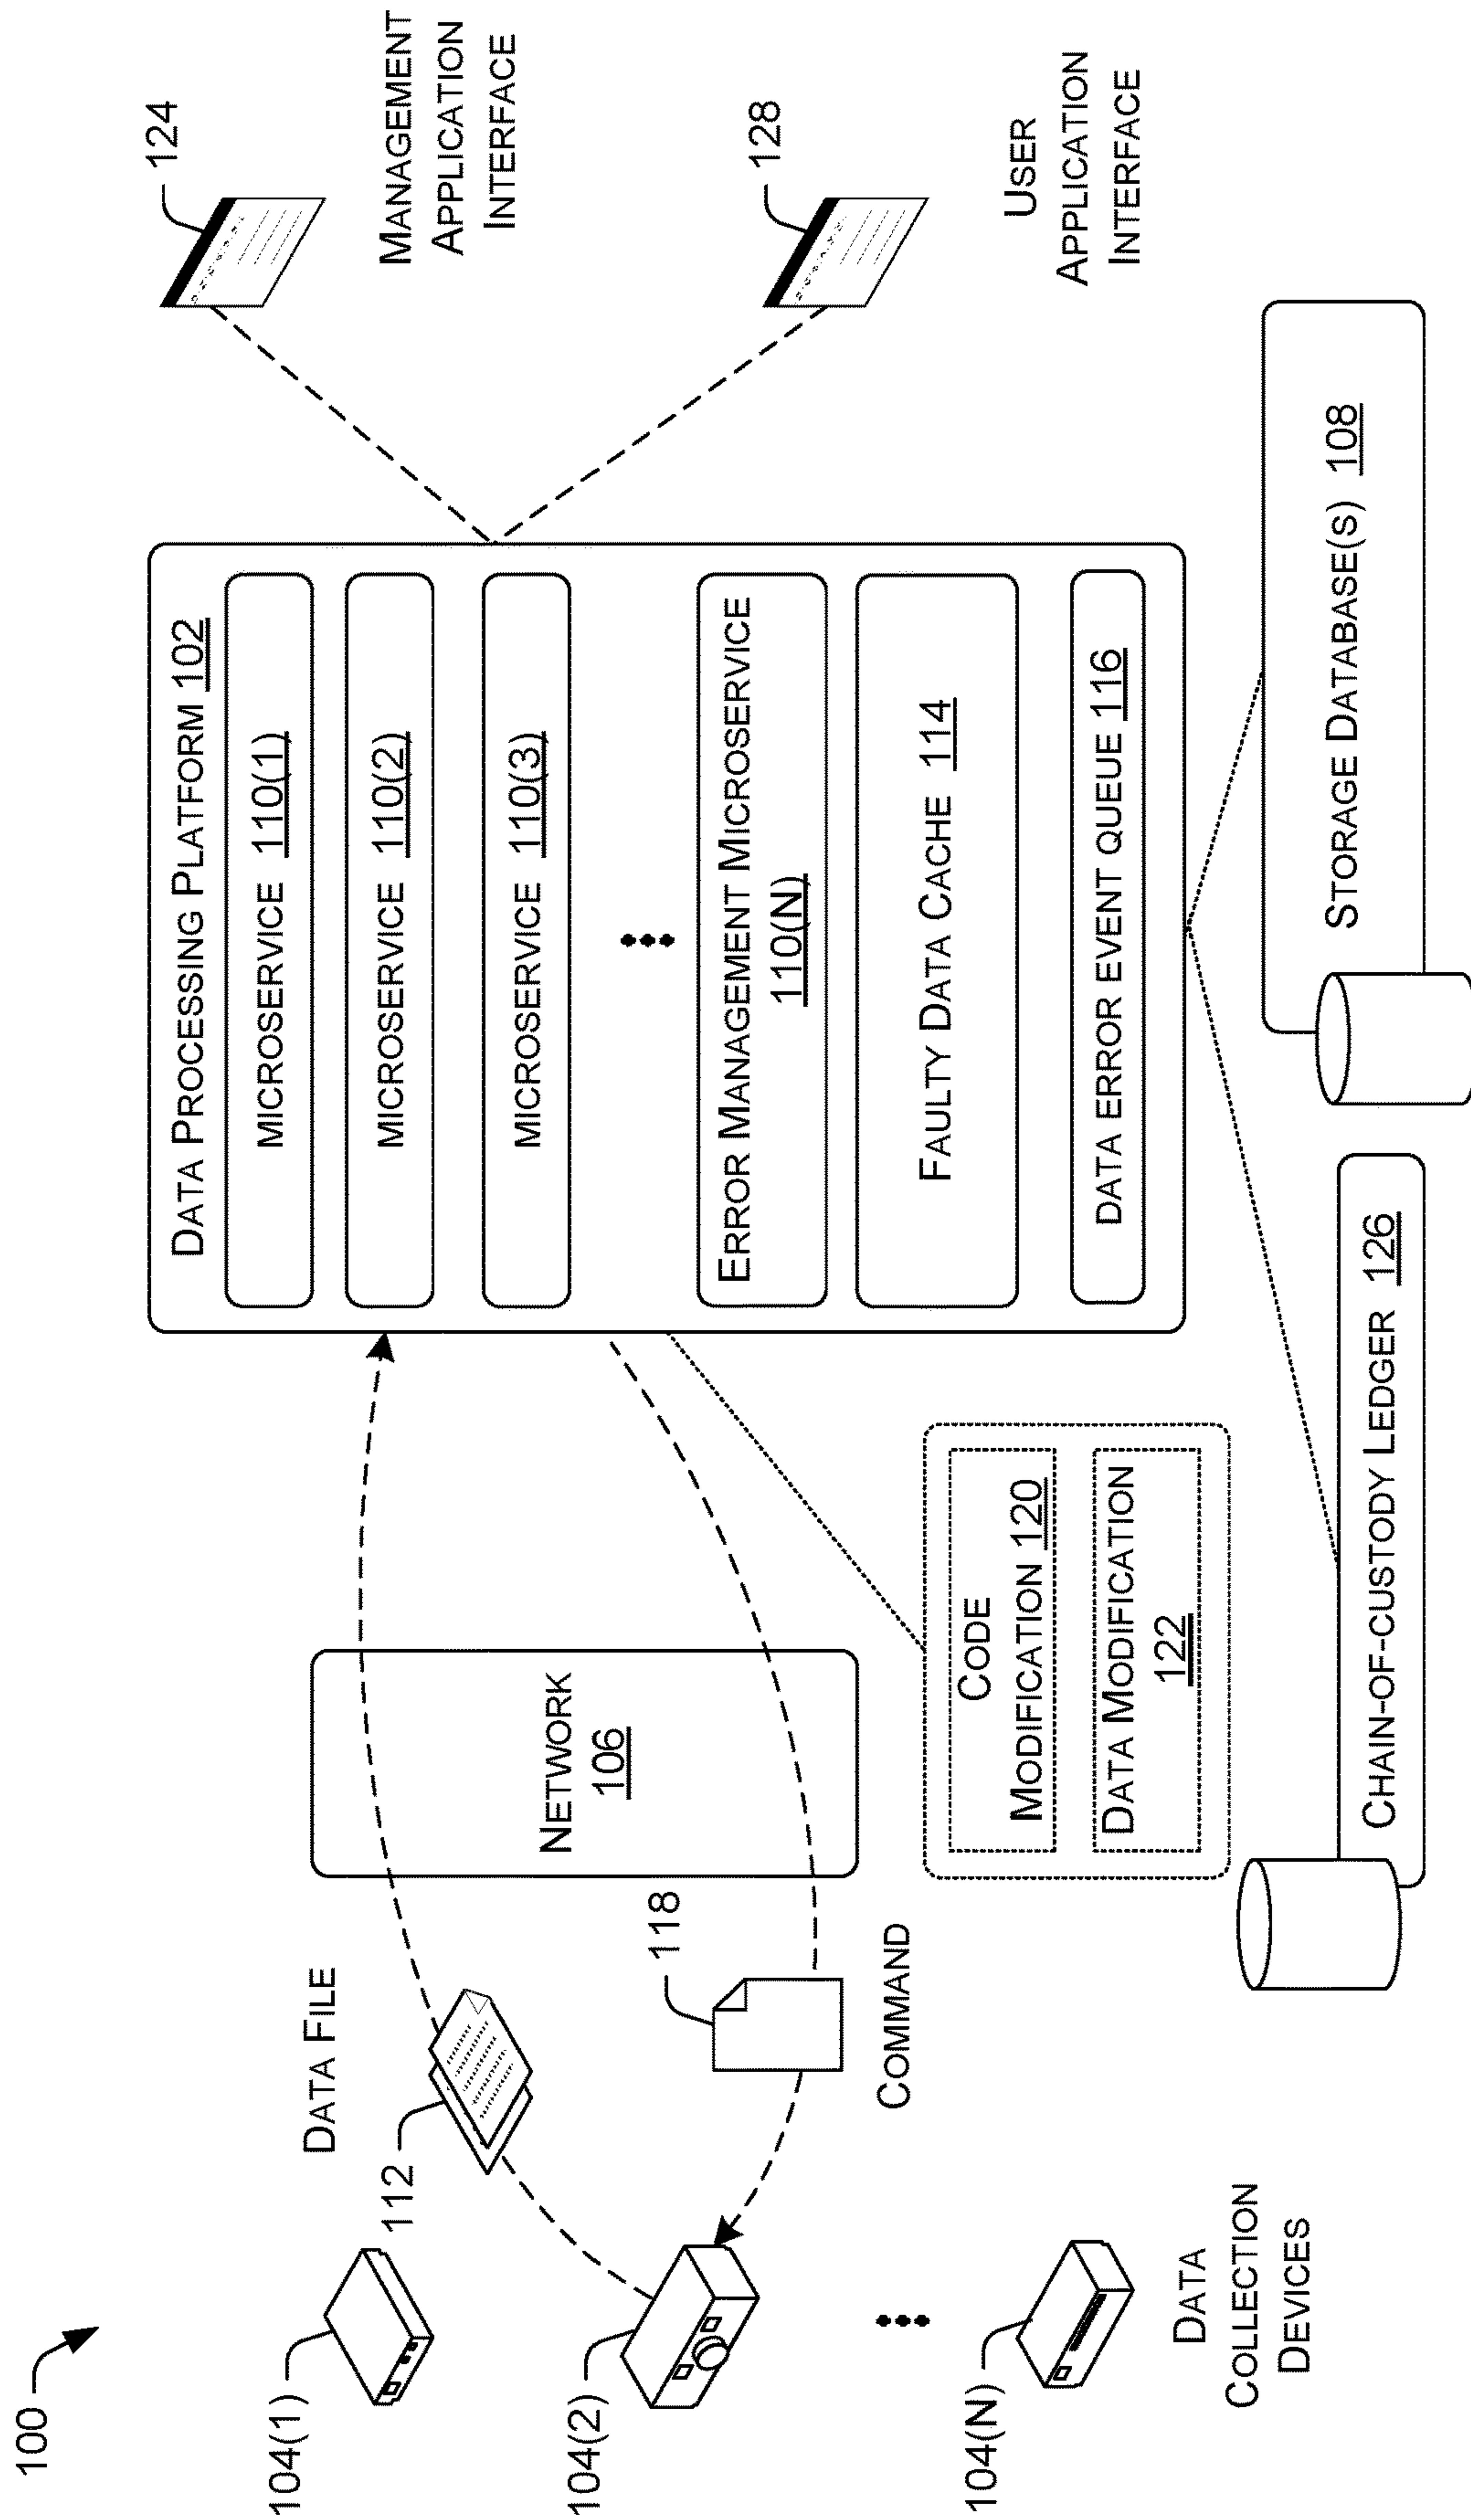 100
104(1)
104(2)
104(N)
DATA
COLLECTION
DEVICES
DATA FILE
112
118
COMMAND
NETWORK
106
CODE
MODIFICATION 120
DATA MODIFICATION
122
DATA PROCESSING PLATFORM 102
MICROSERVICE 110(1)
MICROSERVICE 110(2)
MICROSERVICE 110(3)
ERROR MANAGEMENT MICROSERVICE
110(N)
FAULTY DATA CACHE 114
DATA ERROR EVENT QUEUE 116
CHAIN-OF-CUSTODY LEDGER 126
STORAGE DATABASE(S) 108
124
MANAGEMENT
APPLICATION
INTERFACE
128
USER
APPLICATION
INTERFACE